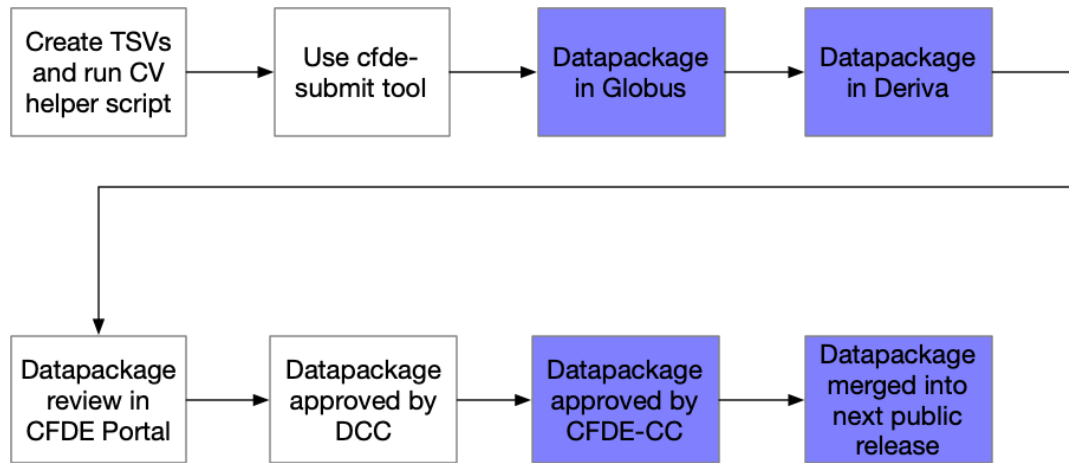 Create TSVs
and run CV
helper script
Use cfde-
submit tool
Datapackage
in Globus
Datapackage
in Deriva
Datapackage
review in
CFDE Portal
Datapackage
approved by
DCC
Datapackage
approved by
CFDE-CC
Datapackage
merged into
next public
release